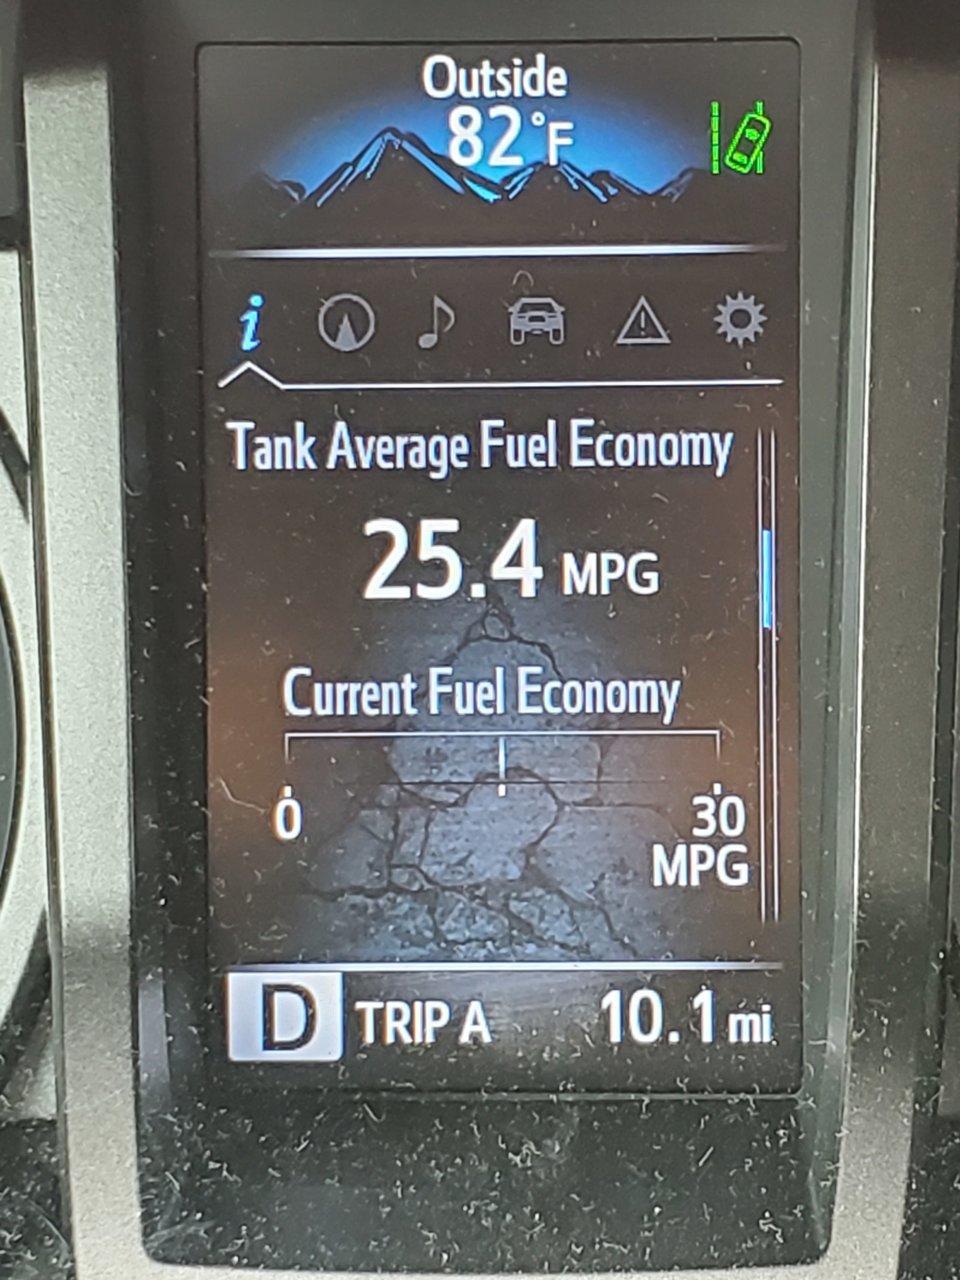 Outside
82°F
i
Tank Average Fuel Economy
25.4 MPG
Current Fuel Economy
0 30
MPG
D TRIP A 10.1 mi